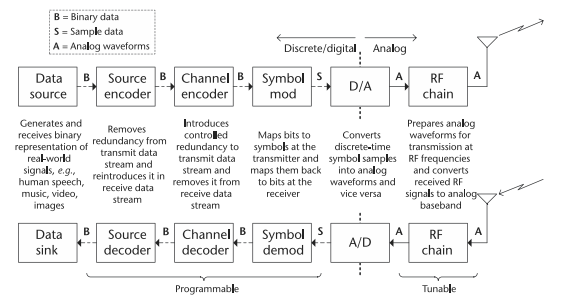 B = Binary data
S = Sample data
A = Analog waveforms
Discrete/digital Analog
Data source B Source encoder B Channel encoder B Symbol mod S D/A A RF chain A
Generates and
receives binary
representation of
real-world
signals, e.g.,
human speech,
music, video,
images
Removes
redundancy from
transmit data
stream and
reintroduces it in
receive data
stream
Introduces
controlled
redundancy to
transmit data
stream and
removes it from
receive data
stream
Maps bits to
symbols at the
transmitter and
maps them back
to bits at the
receiver
Converts
discrete-time
symbol samples
into analog
waveforms and
vice versa
Prepares analog
waveforms for
transmission at
RF frequencies
and converts
received RF
signals to analog
baseband
Data sink B Source decoder B Channel decoder B Symbol demod S A/D A RF chain A
Programmable Tunable